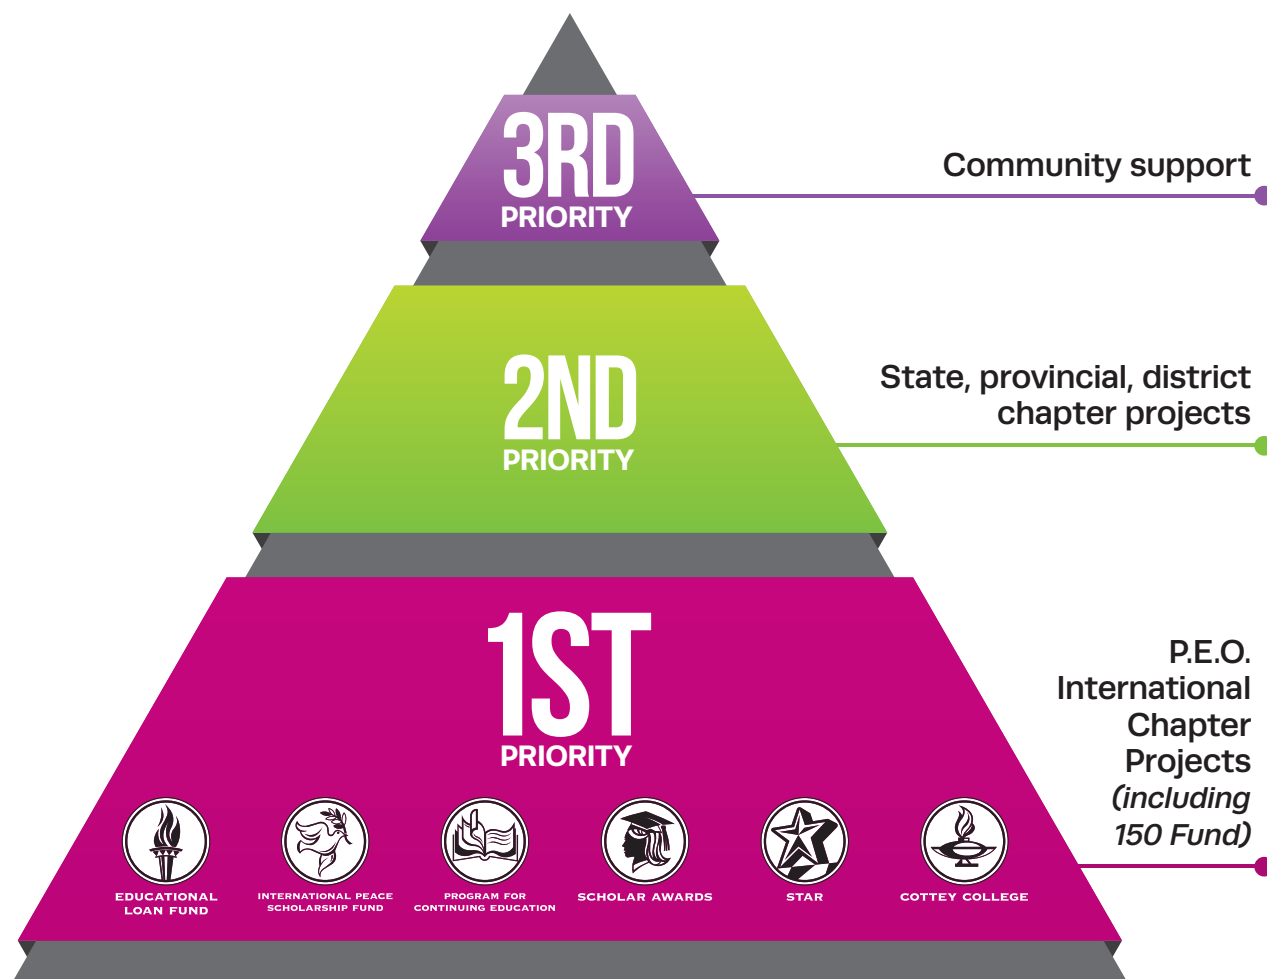 3RD
PRIORITY
Community support
2ND
PRIORITY
State, provincial, district
chapter projects
1ST
PRIORITY
P.E.O.
International
Chapter
Projects
(including
150 Fund)
EDUCATIONAL
LOAN FUND
INTERNATIONAL PEACE
SCHOLARSHIP FUND
PROGRAM FOR
CONTINUING EDUCATION
SCHOLAR AWARDS
STAR
COTTEY COLLEGE